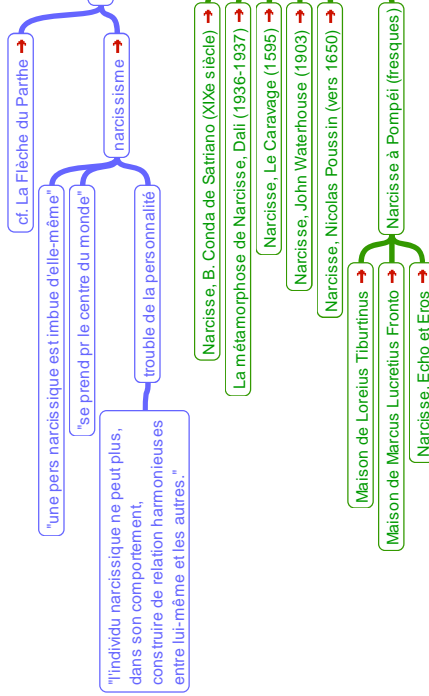 cf. La Flèche du Parthe
narcissisme
"une pers narcissique est imbue d'elle-même"
"se prend pr le centre du monde"
trouble de la personnalité
"l'individu narcissique ne peut plus,
dans son comportement,
construire de relation harmonieuses
entre lui-même et les autres."
Narcisse, B. Conda de Satriano (XIXe siècle)
La métamorphose de Narcisse, Dali (1936-1937)
Narcisse, Le Caravage (1595)
Narcisse, John Waterhouse (1903)
Narcisse, Nicolas Poussin (vers 1650)
Narcisse à Pompéi (fresques)
Maison de Loreius Tiburtinus
Maison de Marcus Lucretius Fronto
Narcisse, Echo et Eros